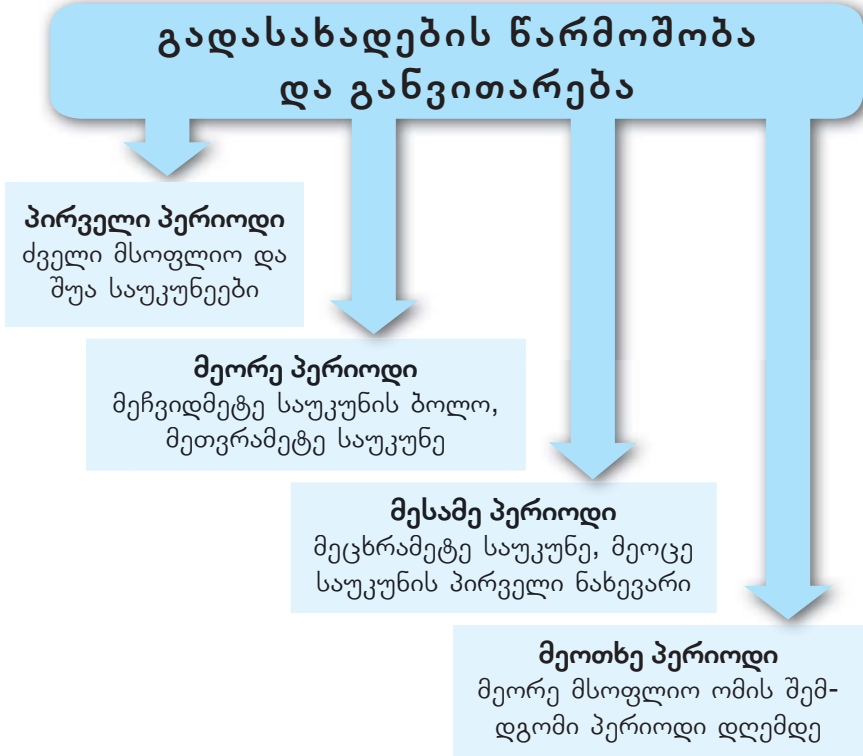 გადასახადების წარმოშობა
და განვითარება
პირველი პერიოდი
ძველი მსოფლიო და
შუა საუკუნეები
მეორე პერიოდი
მეჩვიდმეტე საუკუნის ბოლო,
მეთვრამეტე საუკუნე
მესამე პერიოდი
მეცხრამეტე საუკუნე, მეოცე
საუკუნის პირველი ნახევარი
მეოთხე პერიოდი
მეორე მსოფლიო ომის შემ-
დგომი პერიოდი დღემდე